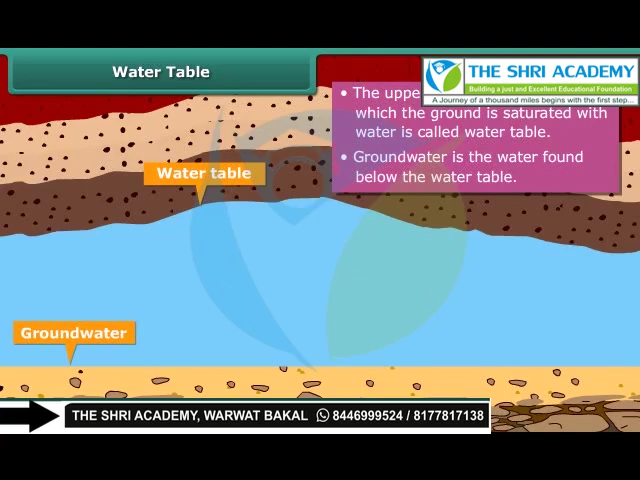 Water Table
THE SHRI ACADEMY
Building a just and Excellent Educational Foundation
A Journey of a thousand miles begins with the first step...
• The upper
which the ground is saturated with
water is called water table.
• Groundwater is the water found
below the water table.
Water table
Groundwater
THE SHRI ACADEMY, WARWAT BAKAL 8446999524 / 8177817138